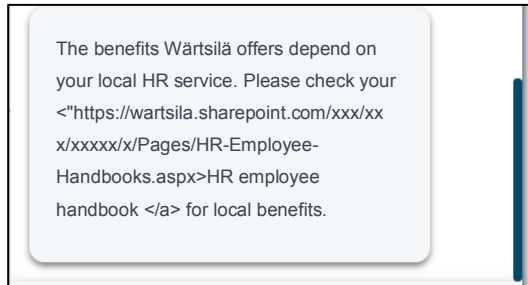 The benefits Wärtsilä offers depend on
your local HR service. Please check your
<"https://wartsila.sharepoint.com/xxx/xx
x/xxxxx/x/Pages/HR-Employee-
Handbooks.aspx>HR employee
handbook </a> for local benefits.